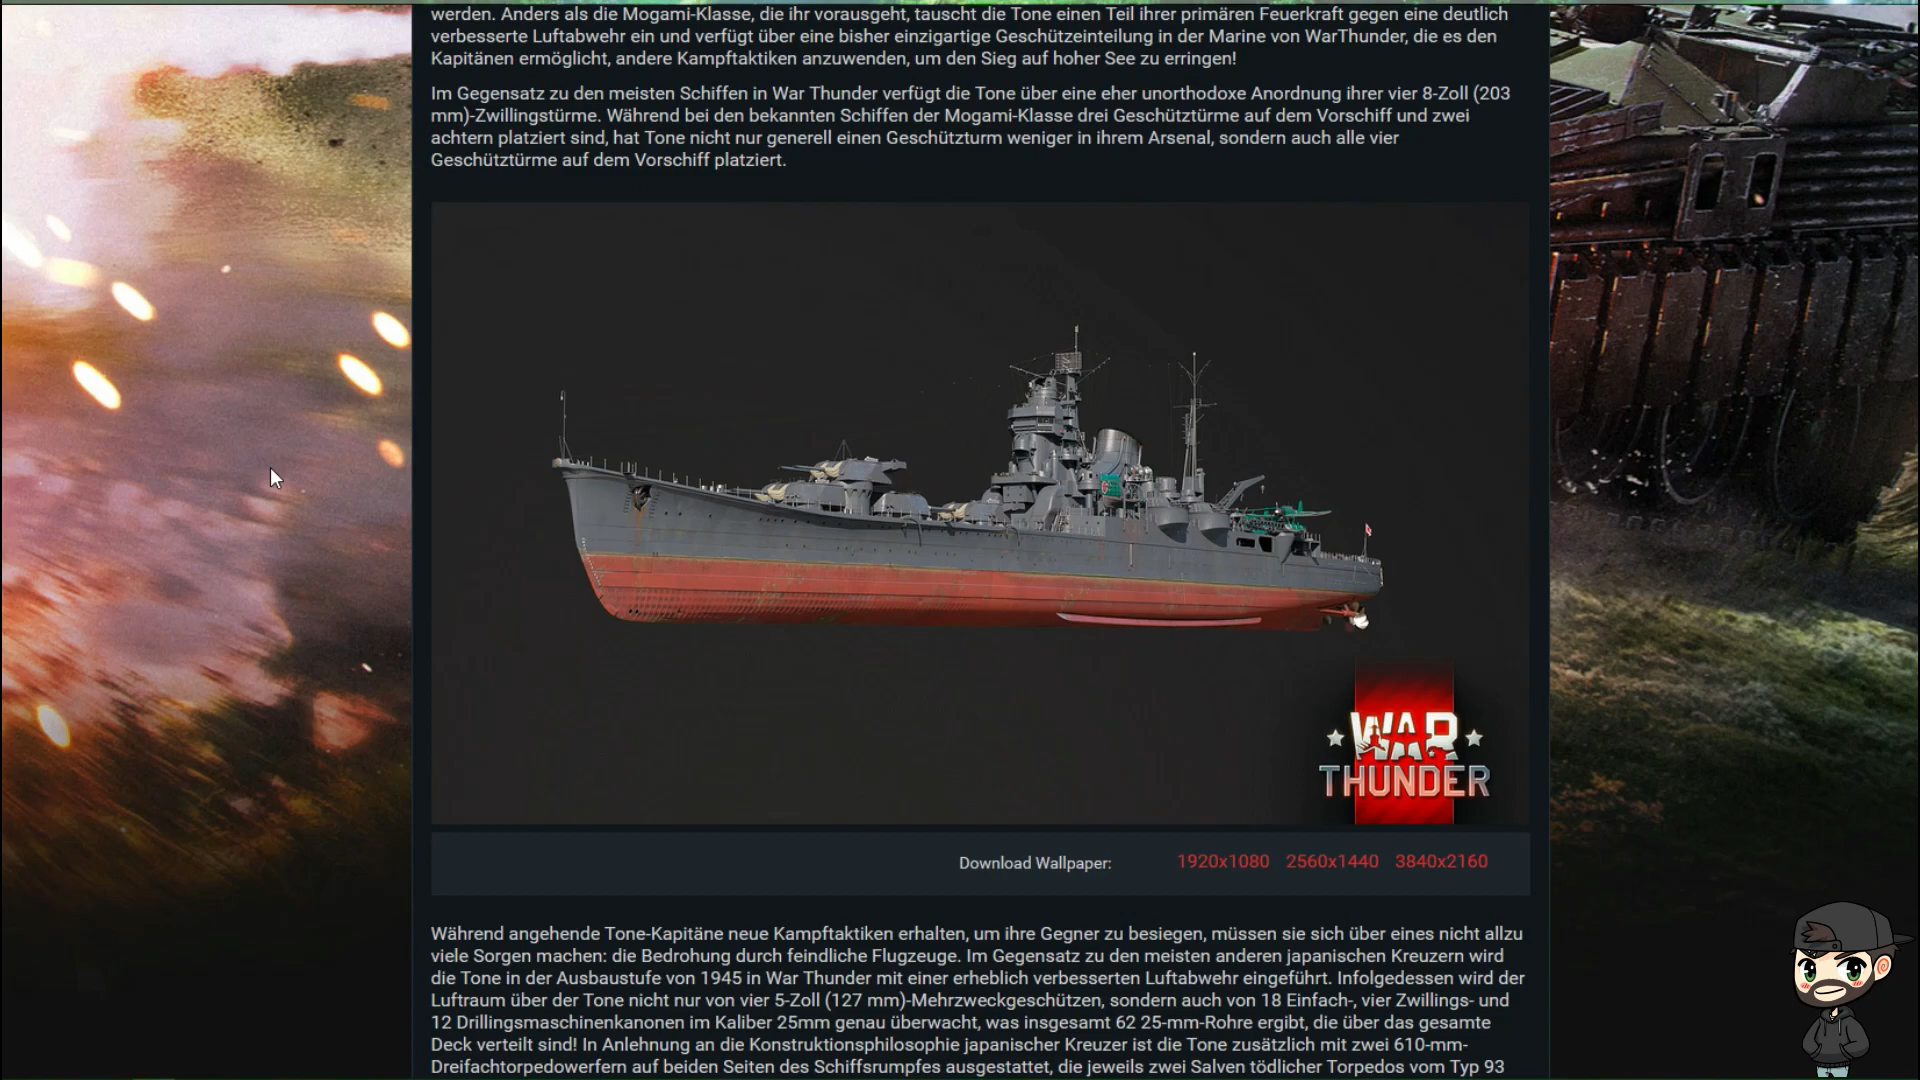 werden. Anders als die Mogami-Klasse, die ihr vorausgeht, tauscht die Tone einen Teil ihrer primären Feuerkraft gegen eine deutlich
verbesserte Luftabwehr ein und verfügt über eine bisher einzigartige Geschützeinteilung in der Marine von WarThunder, die es den
Kapitänen ermöglicht, andere Kampftaktiken anzuwenden, um den Sieg auf hoher See zu erringen!
Im Gegensatz zu den meisten Schiffen in War Thunder verfügt die Tone über eine eher unorthodoxe Anordnung ihrer vier 8-Zoll (203
mm)-Zwillingstürme. Während bei den bekannten Schiffen der Mogami-Klasse drei Geschütztürme auf dem Vorschiff und zwei
achtern platziert sind, hat Tone nicht nur generell einen Geschützturm weniger in ihrem Arsenal, sondern auch alle vier
Geschütztürme auf dem Vorschiff platziert.
WAR
THUNDER
Download Wallpaper: 1920x1080 2560x1440 3840x2160
Während angehende Tone-Kapitäne neue Kampftaktiken erhalten, um ihre Gegner zu besiegen, müssen sie sich über eines nicht allzu
viele Sorgen machen: die Bedrohung durch feindliche Flugzeuge. Im Gegensatz zu den meisten anderen japanischen Kreuzern wird
die Tone in der Ausbaustufe von 1945 in War Thunder mit einer erheblich verbesserten Luftabwehr eingeführt. Infolgedessen wird der
Luftraum über der Tone nicht nur von vier 5-Zoll (127 mm)-Mehrzweckgeschützen, sondern auch von 18 Einfach-, vier Zwillings- und
12 Drillingsmaschinenkanonen im Kaliber 25mm genau überwacht, was insgesamt 62 25-mm-Rohre ergibt, die über das gesamte
Deck verteilt sind! In Anlehnung an die Konstruktionsphilosophie japanischer Kreuzer ist die Tone zusätzlich mit zwei 610-mm-
Dreifachtorpedowerfern auf beiden Seiten des Schiffsrumpfes ausgestattet, die jeweils zwei Salven tödlicher Torpedos vom Typ 93